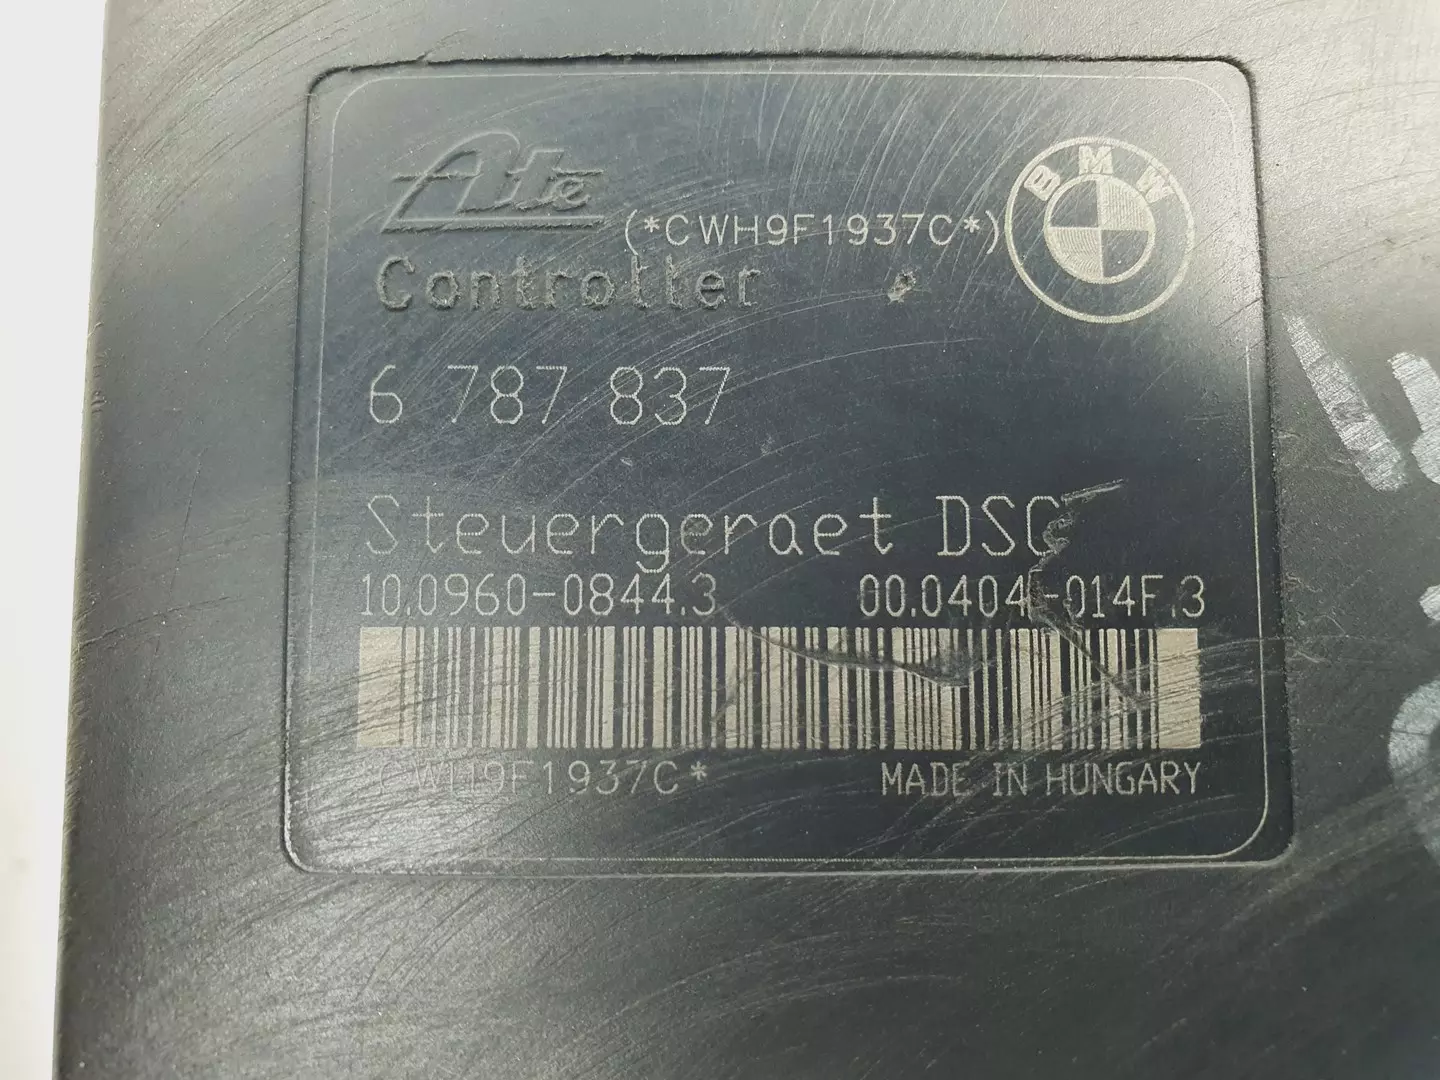 Ate
(*CWH9F1937C*)
BMW
Controller
6 787 837
Steuergeraet DSC
10.0960-0844.3 00.0404-014F.3
*CWH9F1937C*
MADE IN HUNGARY